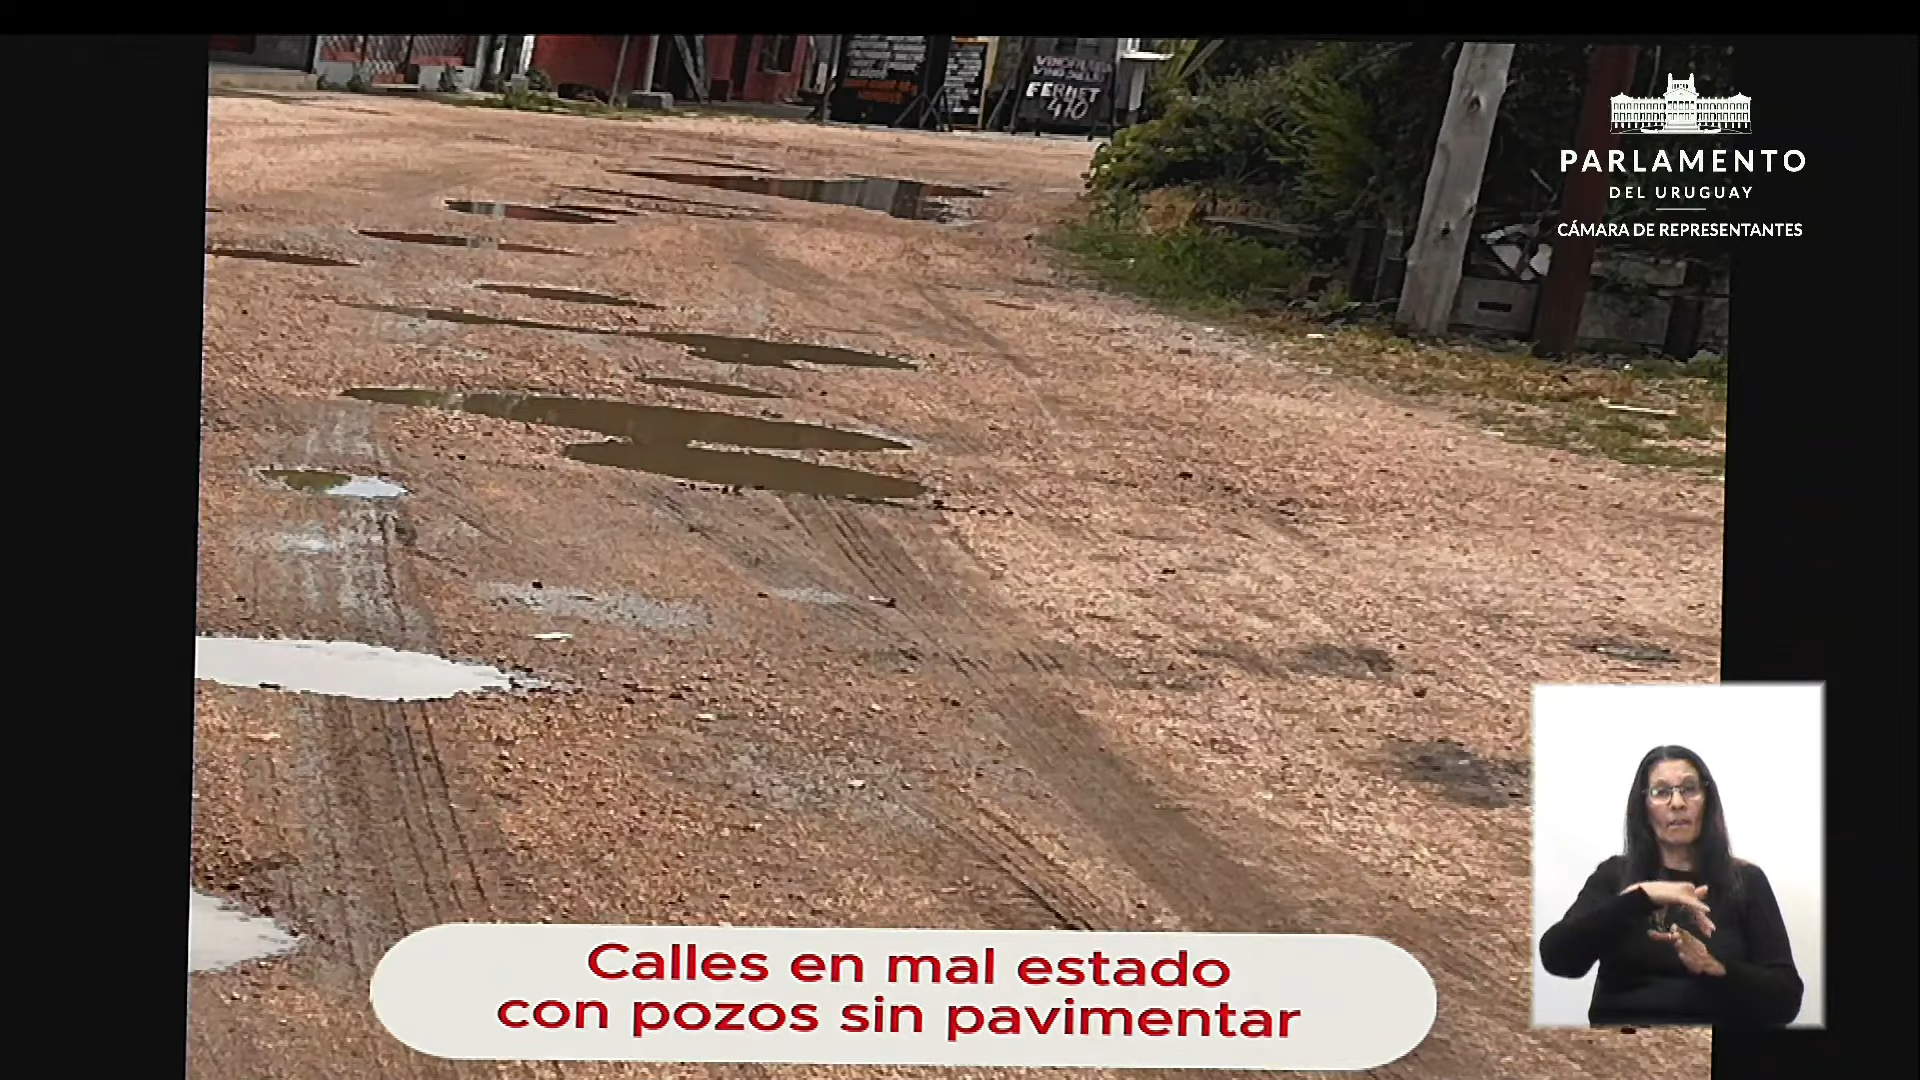 FERNET
410
PARLAMENTO
DEL URUGUAY
CÁMARA DE REPRESENTANTES
Calles en mal estado
con pozos sin pavimentar